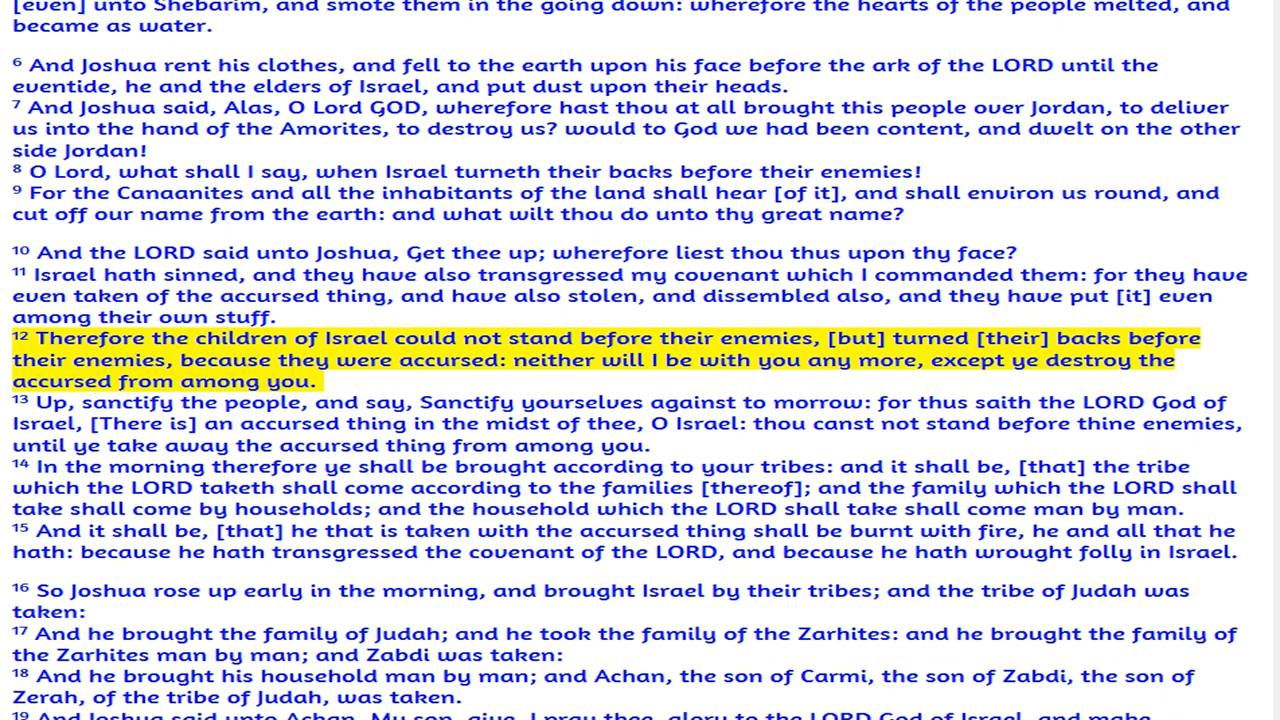 [even] unto Shebarim, and smote them in the going down: wherefore the hearts of the people melted, and
became as water.
⁶ And Joshua rent his clothes, and fell to the earth upon his face before the ark of the LORD until the
eventide, he and the elders of Israel, and put dust upon their heads.
⁷ And Joshua said, Alas, O Lord GOD, wherefore hast thou at all brought this people over Jordan, to deliver
us into the hand of the Amorites, to destroy us? would to God we had been content, and dwelt on the other
side Jordan!
⁸ O Lord, what shall I say, when Israel turneth their backs before their enemies!
⁹ For the Canaanites and all the inhabitants of the land shall hear [of it], and shall environ us round, and
cut off our name from the earth: and what wilt thou do unto thy great name?
¹⁰ And the LORD said unto Joshua, Get thee up; wherefore liest thou thus upon thy face?
¹¹ Israel hath sinned, and they have also transgressed my covenant which I commanded them: for they have
even taken of the accursed thing, and have also stolen, and dissembled also, and they have put [it] even
among their own stuff.
¹² Therefore the children of Israel could not stand before their enemies, [but] turned [their] backs before
their enemies, because they were accursed: neither will I be with you any more, except ye destroy the
accursed from among you.
¹³ Up, sanctify the people, and say, Sanctify yourselves against to morrow: for thus saith the LORD God of
Israel, [There is] an accursed thing in the midst of thee, O Israel: thou canst not stand before thine enemies,
until ye take away the accursed thing from among you.
¹⁴ In the morning therefore ye shall be brought according to your tribes: and it shall be, [that] the tribe
which the LORD taketh shall come according to the families [thereof]; and the family which the LORD shall
take shall come by households; and the household which the LORD shall take shall come man by man.
¹⁵ And it shall be, [that] he that is taken with the accursed thing shall be burnt with fire, he and all that he
hath: because he hath transgressed the covenant of the LORD, and because he hath wrought folly in Israel.
¹⁶ So Joshua rose up early in the morning, and brought Israel by their tribes; and the tribe of Judah was
taken:
¹⁷ And he brought the family of Judah; and he took the family of the Zarhites: and he brought the family of
the Zarhites man by man; and Zabdi was taken:
¹⁸ And he brought his household man by man; and Achan, the son of Carmi, the son of Zabdi, the son of
Zerah, of the tribe of Judah, was taken.
¹⁹ And Joshua said unto Achan, My son, give, I pray thee, glory to the LORD God of Israel, and make